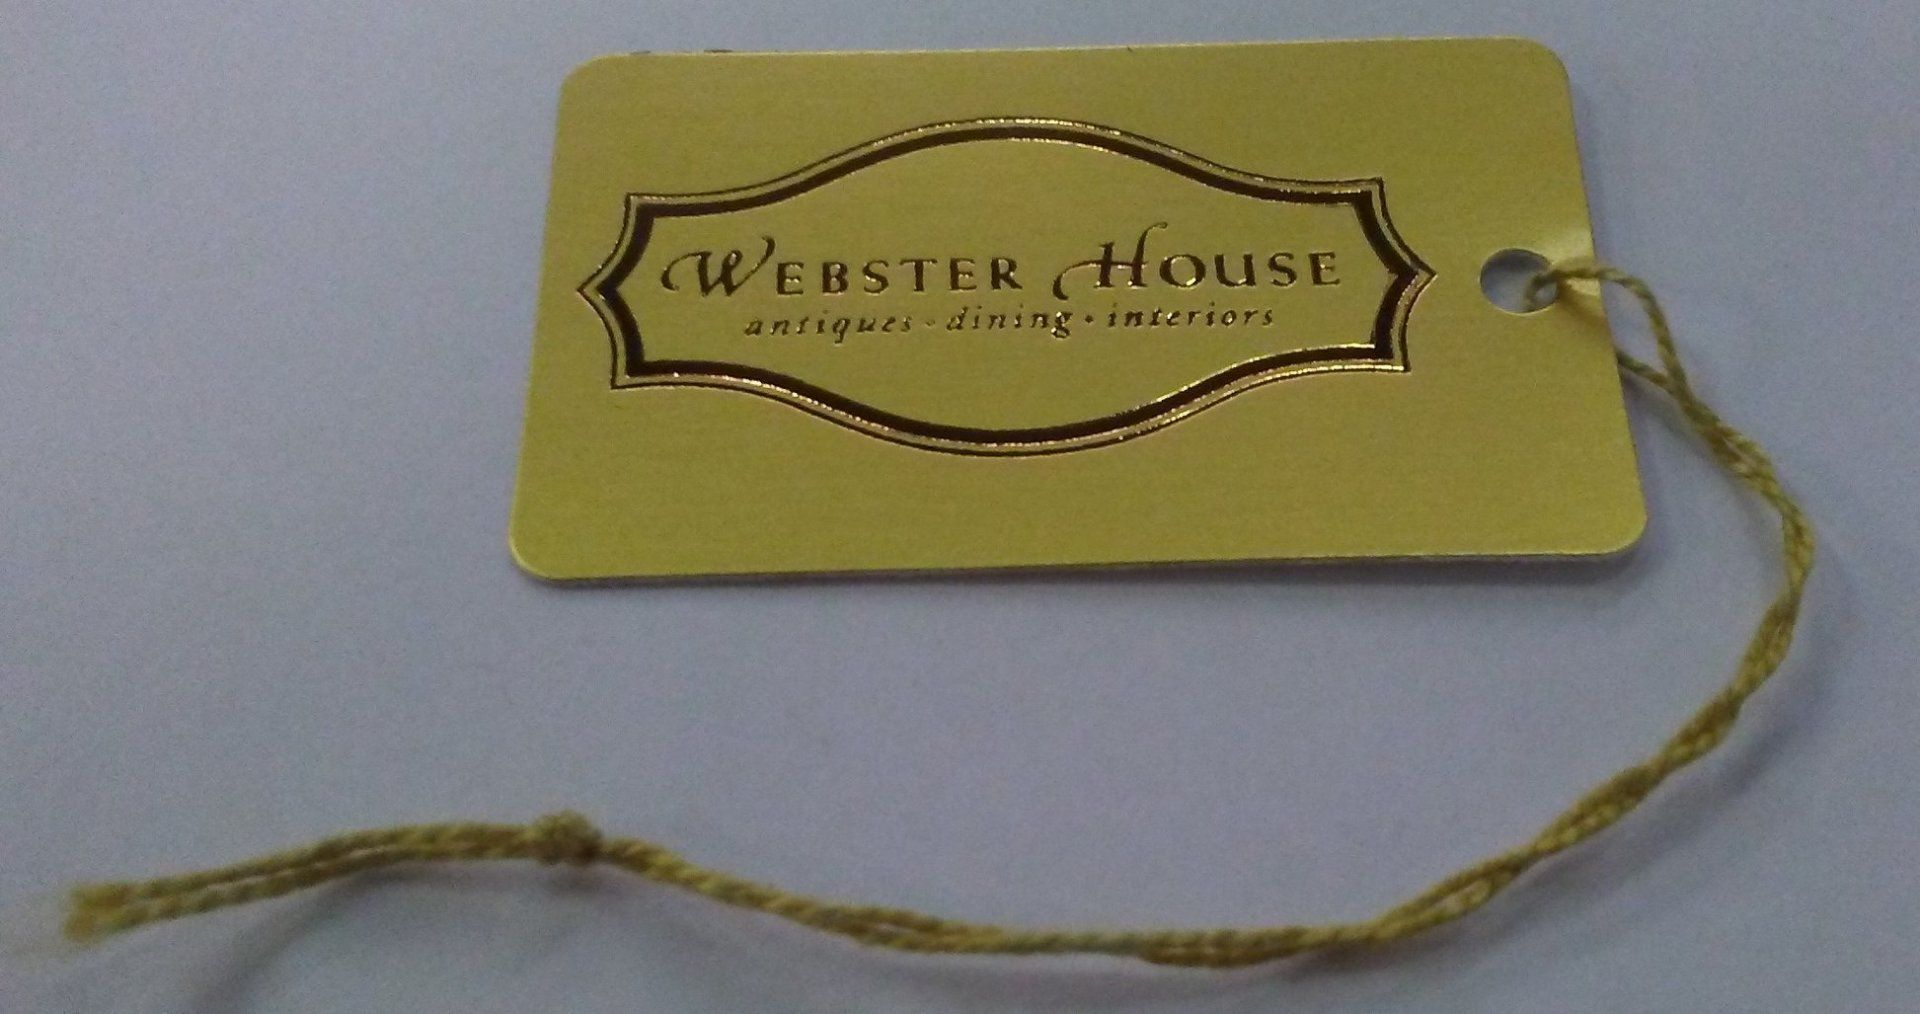 WEBSTER HOUSE
antiques • dining • interiors